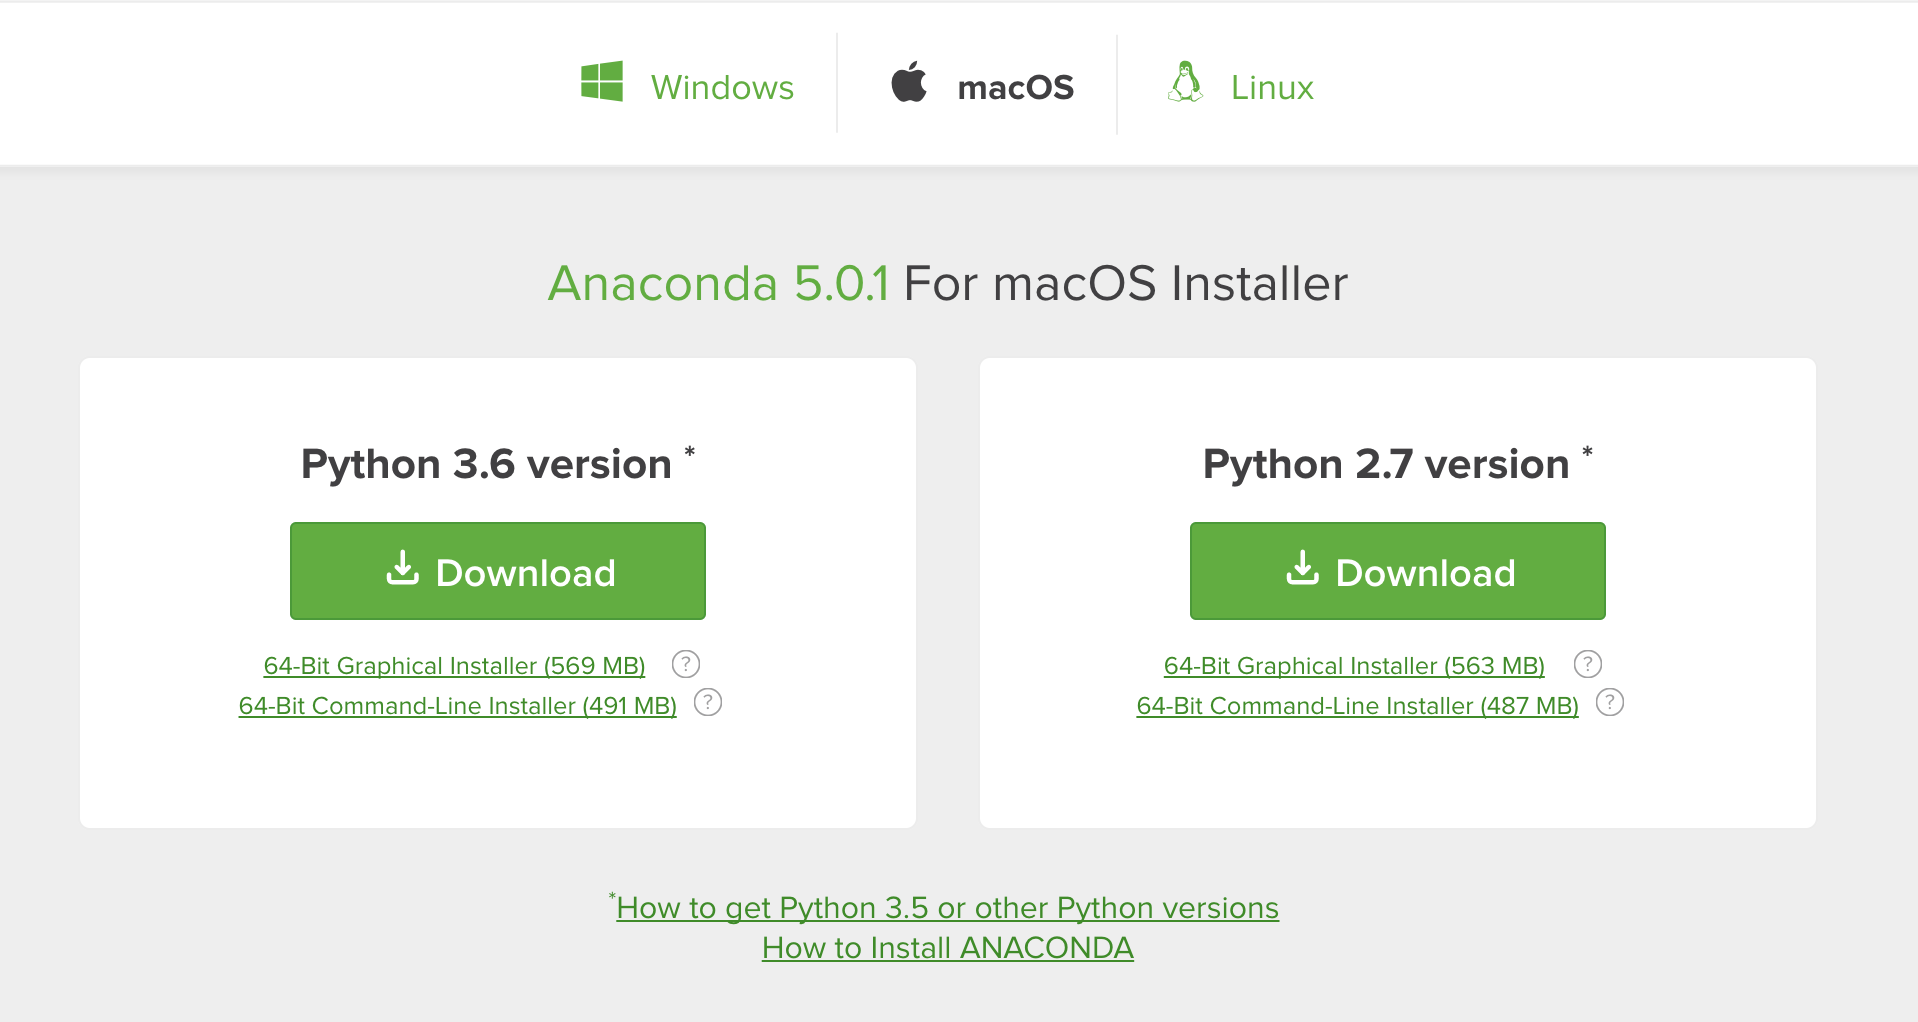 Windows
macOS
Linux
Anaconda 5.0.1 For macOS Installer
Python 3.6 version *
Download
64-Bit Graphical Installer (569 MB) ?
64-Bit Command-Line Installer (491 MB) ?
Python 2.7 version *
Download
64-Bit Graphical Installer (563 MB) ?
64-Bit Command-Line Installer (487 MB) ?
*How to get Python 3.5 or other Python versions
How to Install ANACONDA